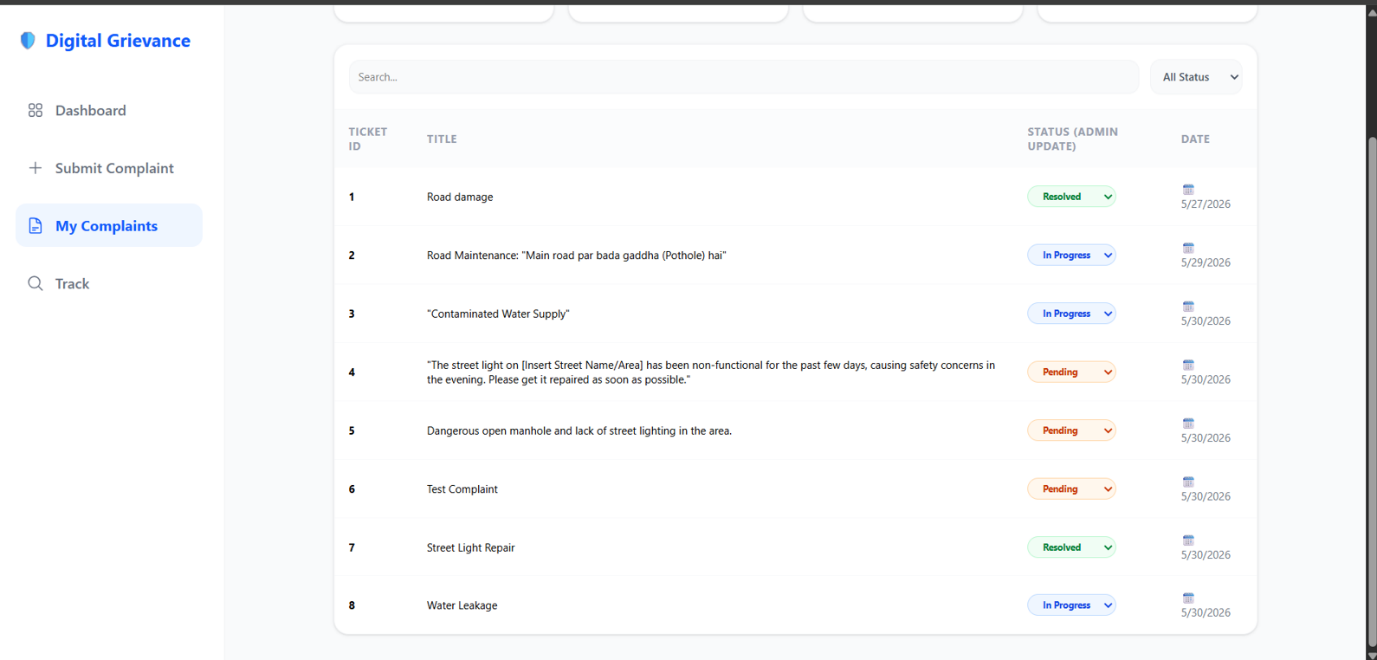 Digital Grievance
Dashboard
Submit Complaint
My Complaints
Track
Search...
All Status
TICKET
ID
TITLE
STATUS (ADMIN
UPDATE)
DATE
1
Road damage
Resolved
5/27/2026
2
Road Maintenance: "Main road par bada gaddha (Pothole) hai"
In Progress
5/29/2026
3
"Contaminated Water Supply"
In Progress
5/30/2026
4
"The street light on [Insert Street Name/Area] has been non-functional for the past few days, causing safety concerns in
the evening. Please get it repaired as soon as possible."
Pending
5/30/2026
5
Dangerous open manhole and lack of street lighting in the area.
Pending
5/30/2026
6
Test Complaint
Pending
5/30/2026
7
Street Light Repair
Resolved
5/30/2026
8
Water Leakage
In Progress
5/30/2026